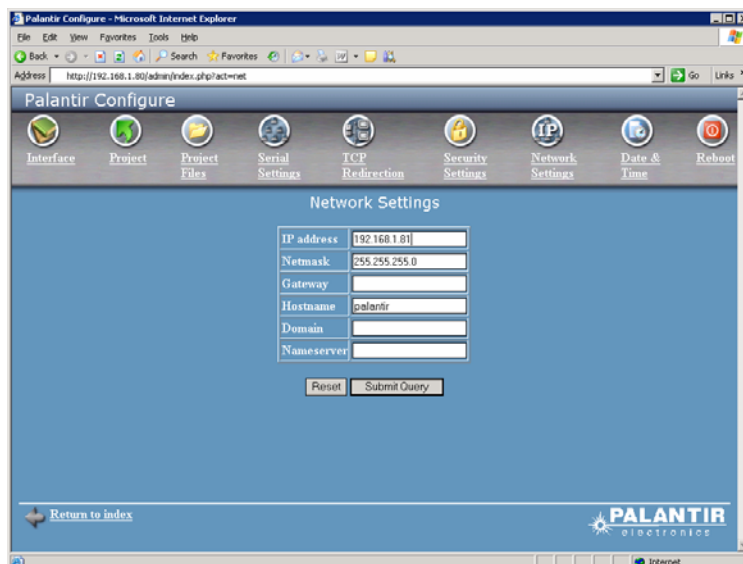 Palantir Configure - Microsoft Internet Explorer
File Edit View Favorites Tools Help
Back Search Favorites
Address http://192.168.1.80/admin/index.php?act=net Go Links
Palantir Configure
Interface Project Project Files Serial Settings TCP Redirection Security Settings Network Settings Date & Time Reboot
Network Settings
IP address 192.168.1.81
Netmask 255.255.255.0
Gateway
Hostname palantir
Domain
Nameserver
Reset Submit Query
Return to index
PALANTIR
electronics
Internet